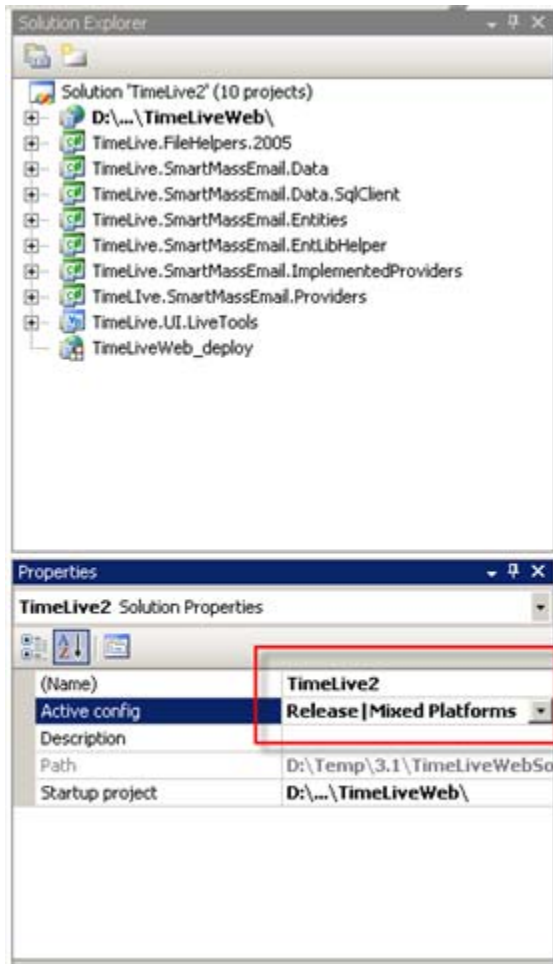 Solution Explorer
Solution 'TimeLive2' (10 projects)
D:\...\TimeLiveWeb\
TimeLive.FileHelpers.2005
TimeLive.SmartMassEmail.Data
TimeLive.SmartMassEmail.Data.SqlClient
TimeLive.SmartMassEmail.Entities
TimeLive.SmartMassEmail.EntLibHelper
TimeLive.SmartMassEmail.ImplementedProviders
TimeLIve.SmartMassEmail.Providers
TimeLive.UI.LiveTools
TimeLiveWeb_deploy
Properties
TimeLive2 Solution Properties
(Name) TimeLive2
Active config Release|Mixed Platforms
Description
Path D:\Temp\3.1\TimeLiveWebSo
Startup project D:\...\TimeLiveWeb\